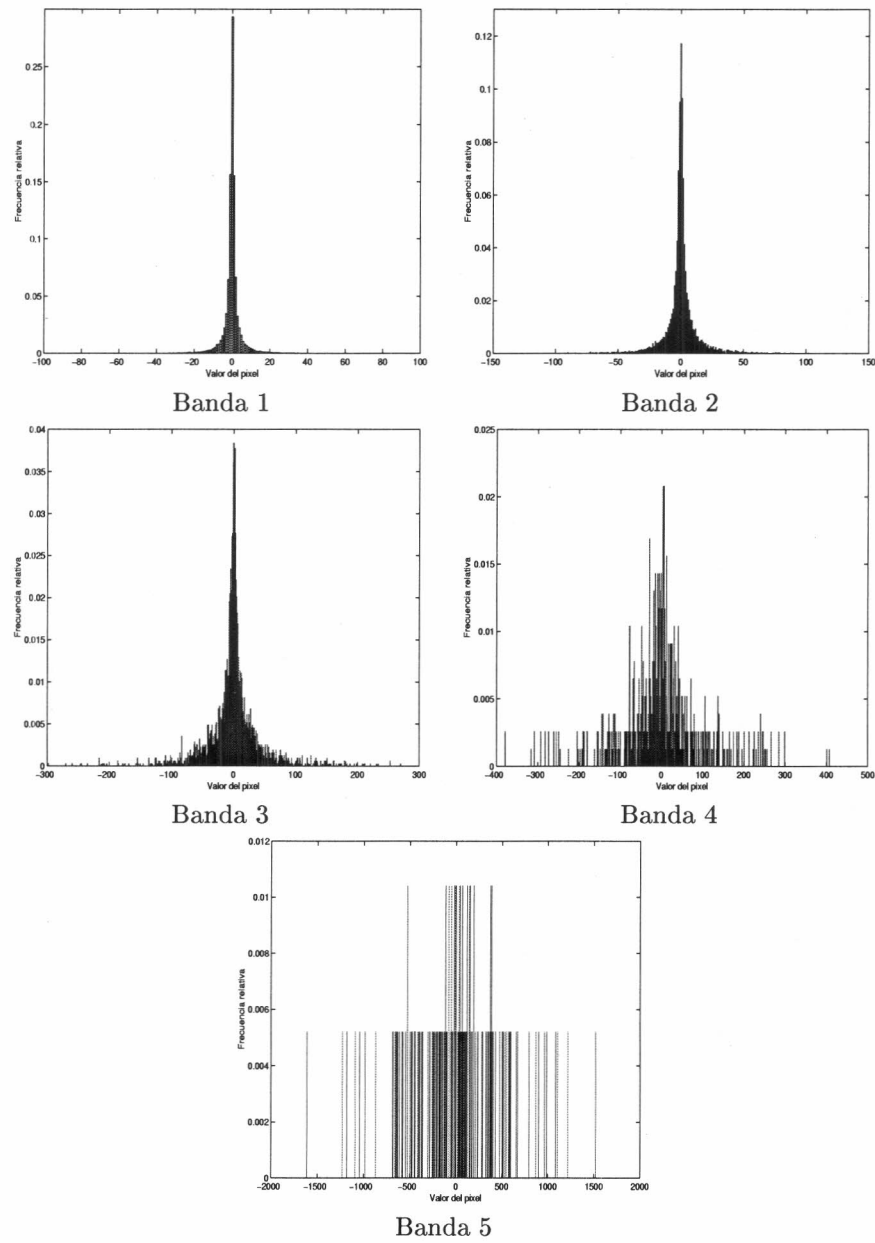 0.25
0.2
0.15
0.1
0.05
0
Frecuencia relativa
−100 −80 −60 −40 −20 0 20 40 60 80 100
Valor del pixel
Banda 1
0.12
0.1
0.08
0.06
0.04
0.02
0
Frecuencia relativa
−150 −100 −50 0 50 100 150
Valor del pixel
Banda 2
0.04
0.035
0.03
0.025
0.02
0.015
0.01
0.005
0
Frecuencia relativa
−300 −200 −100 0 100 200 300
Valor del pixel
Banda 3
0.025
0.02
0.015
0.01
0.005
0
Frecuencia relativa
−400 −300 −200 −100 0 100 200 300 400 500
Valor del pixel
Banda 4
0.012
0.01
0.008
0.006
0.004
0.002
0
Frecuencia relativa
−2000 −1500 −1000 −500 0 500 1000 1500 2000
Valor del pixel
Banda 5